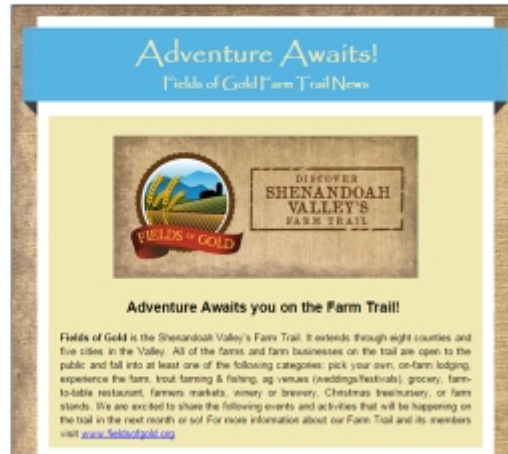 Adventure Awaits!
Fields of Gold Farm Trail News
DISCOVER
SHENANDOAH
VALLEY'S
FARM TRAIL
FIELDS OF GOLD
Adventure Awaits you on the Farm Trail!
Fields of Gold is the Shenandoah Valley's Farm Trail. It extends through eight counties and
five cities in the Valley. All of the farms and farm businesses on the trail are open to the
public and fall into at least one of the following categories: pick your own, on-farm lodging,
experience the farm, trout farming & fishing, ag venues (weddings/festivals), grocery, farm-
to-table restaurant, farmers markets, winery or brewery, Christmas tree/nursery, or farm
stands. We are excited to share the following events and activities that will be happening on
the trail in the next month or so! For more information about our Farm Trail and its members
visit www.fieldsofgold.org